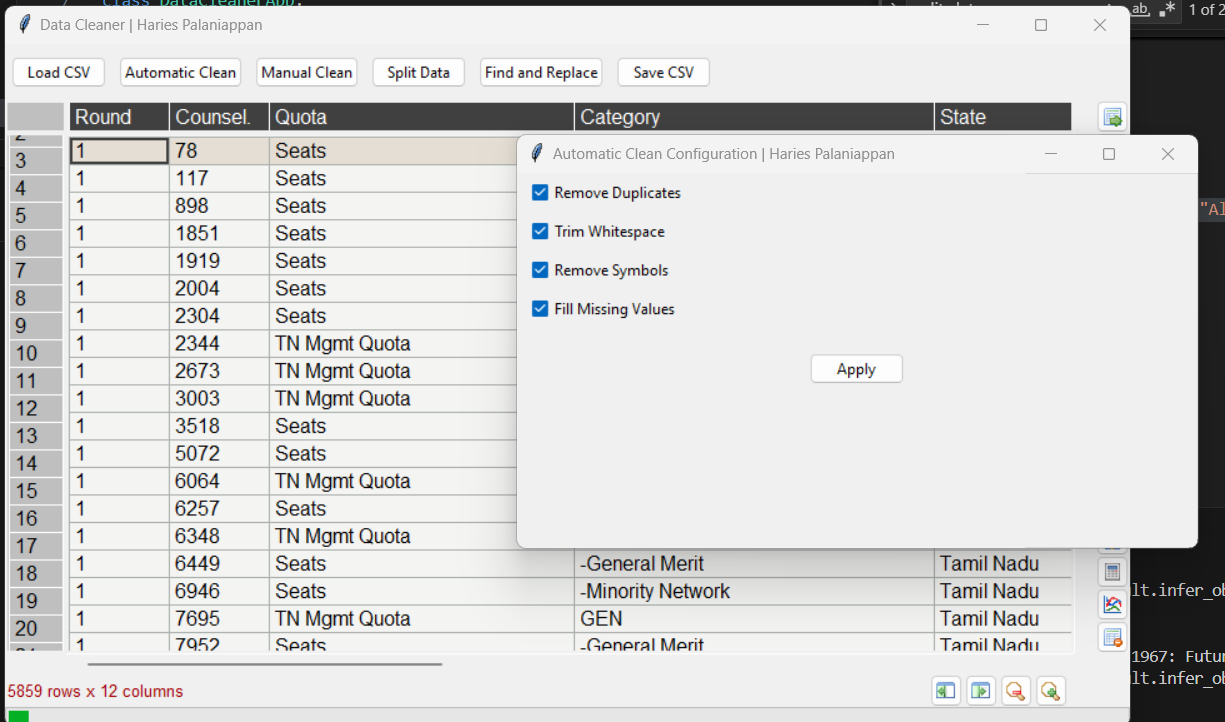 class DataCleanerApp:
ab 1 of 2
Data Cleaner | Haries Palaniappan
Load CSV Automatic Clean Manual Clean Split Data Find and Replace Save CSV
Round Counsel. Quota Category State
2
3 1 78 Seats
4 1 117 Seats
5 1 898 Seats
6 1 1851 Seats
7 1 1919 Seats
8 1 2004 Seats
9 1 2304 Seats
10 1 2344 TN Mgmt Quota
11 1 2673 TN Mgmt Quota
12 1 3003 TN Mgmt Quota
13 1 3518 Seats
14 1 5072 Seats
15 1 6064 TN Mgmt Quota
16 1 6257 Seats
17 1 6348 TN Mgmt Quota
18 1 6449 Seats -General Merit Tamil Nadu
19 1 6946 Seats -Minority Network Tamil Nadu
20 1 7695 TN Mgmt Quota GEN Tamil Nadu
1 7952 Seats -General Merit Tamil Nadu
5859 rows x 12 columns
Automatic Clean Configuration | Haries Palaniappan
Remove Duplicates
Trim Whitespace
Remove Symbols
Fill Missing Values
Apply
"Al
lt.infer_ob
1967: Futur
lt.infer_ob